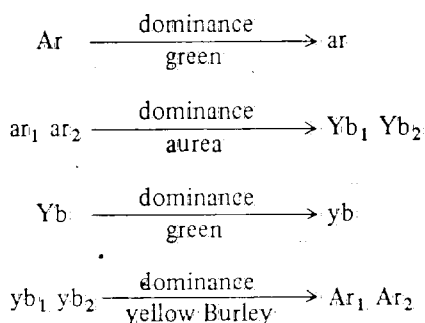 Ar dominance green ar
ar₁ ar₂ dominance aurea Yb₁ Yb₂
Yb dominance green yb
yb₁ yb₂ dominance yellow Burley Ar₁ Ar₂